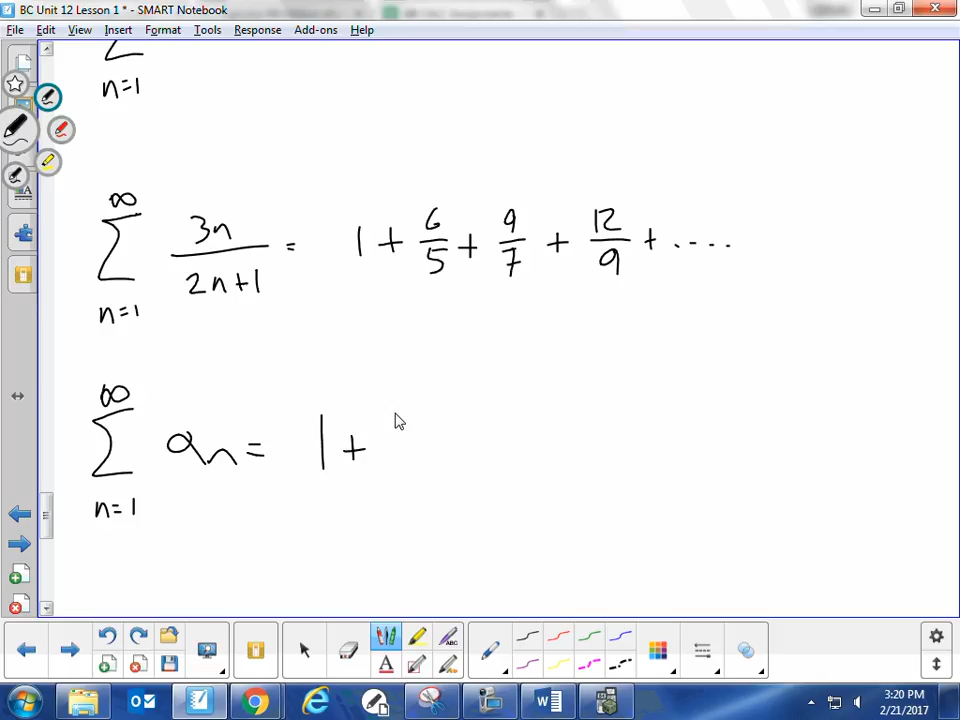 BC Unit 12 Lesson 1 * - SMART Notebook
File Edit View Insert Format Tools Response Add-ons Help
∑
n=1
∞
∑ 3n/(2n+1) = 1 + 6/5 + 9/7 + 12/9 + ....
n=1
∞
∑ an = 1 +
n=1
A
ABC
A
3:20 PM
2/21/2017